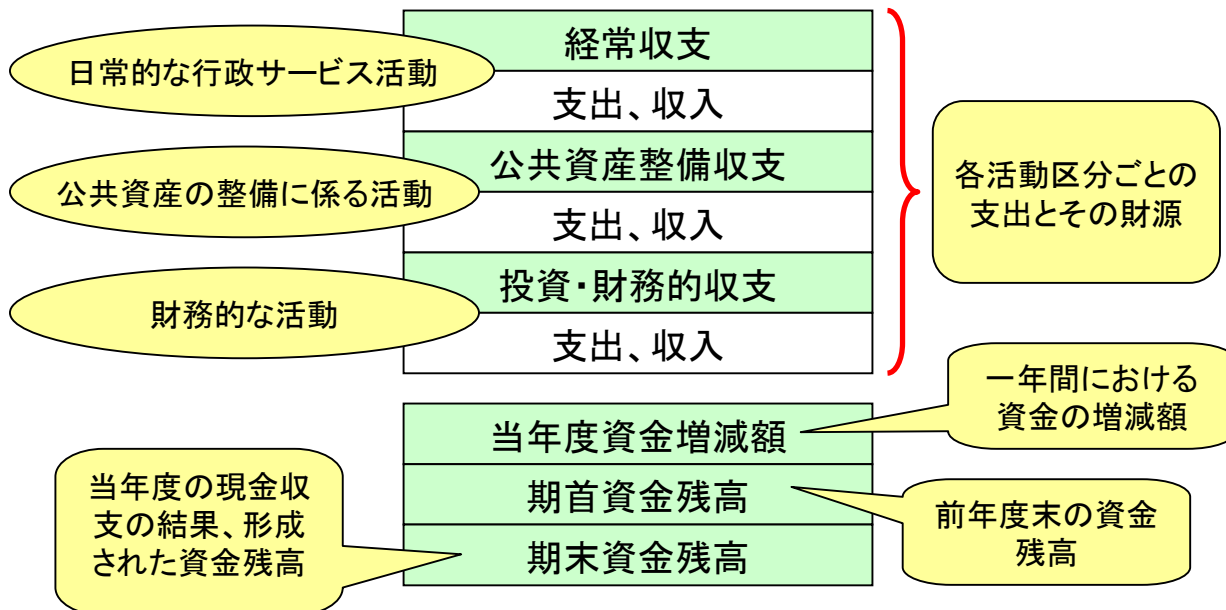 経常収支
日常的な行政サービス活動
支出、収入
公共資産整備収支
公共資産の整備に係る活動
支出、収入
投資・財務的収支
財務的な活動
支出、収入
各活動区分ごとの
支出とその財源
一年間における
資金の増減額
当年度資金増減額
期首資金残高
期末資金残高
当年度の現金収
支の結果、形成
された資金残高
前年度末の資金
残高